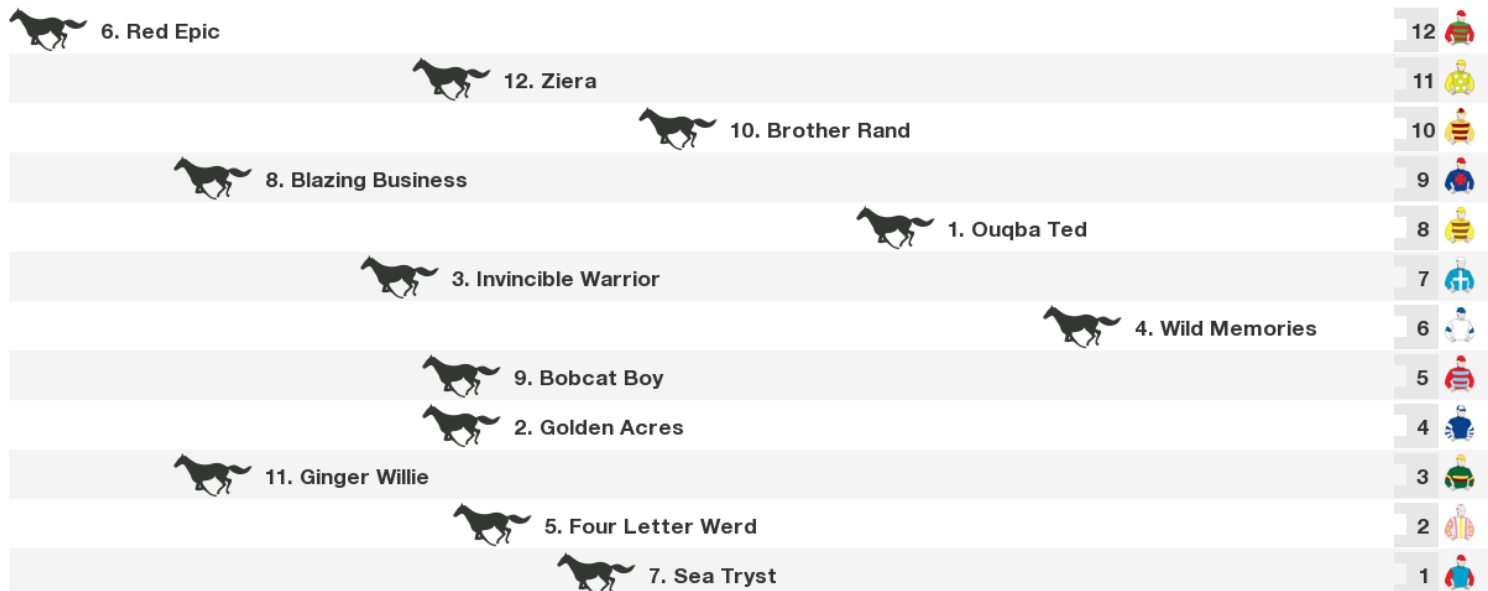 6. Red Epic 12
12. Ziera 11
10. Brother Rand 10
8. Blazing Business 9
1. Ouqba Ted 8
3. Invincible Warrior 7
4. Wild Memories 6
9. Bobcat Boy 5
2. Golden Acres 4
11. Ginger Willie 3
5. Four Letter Werd 2
7. Sea Tryst 1